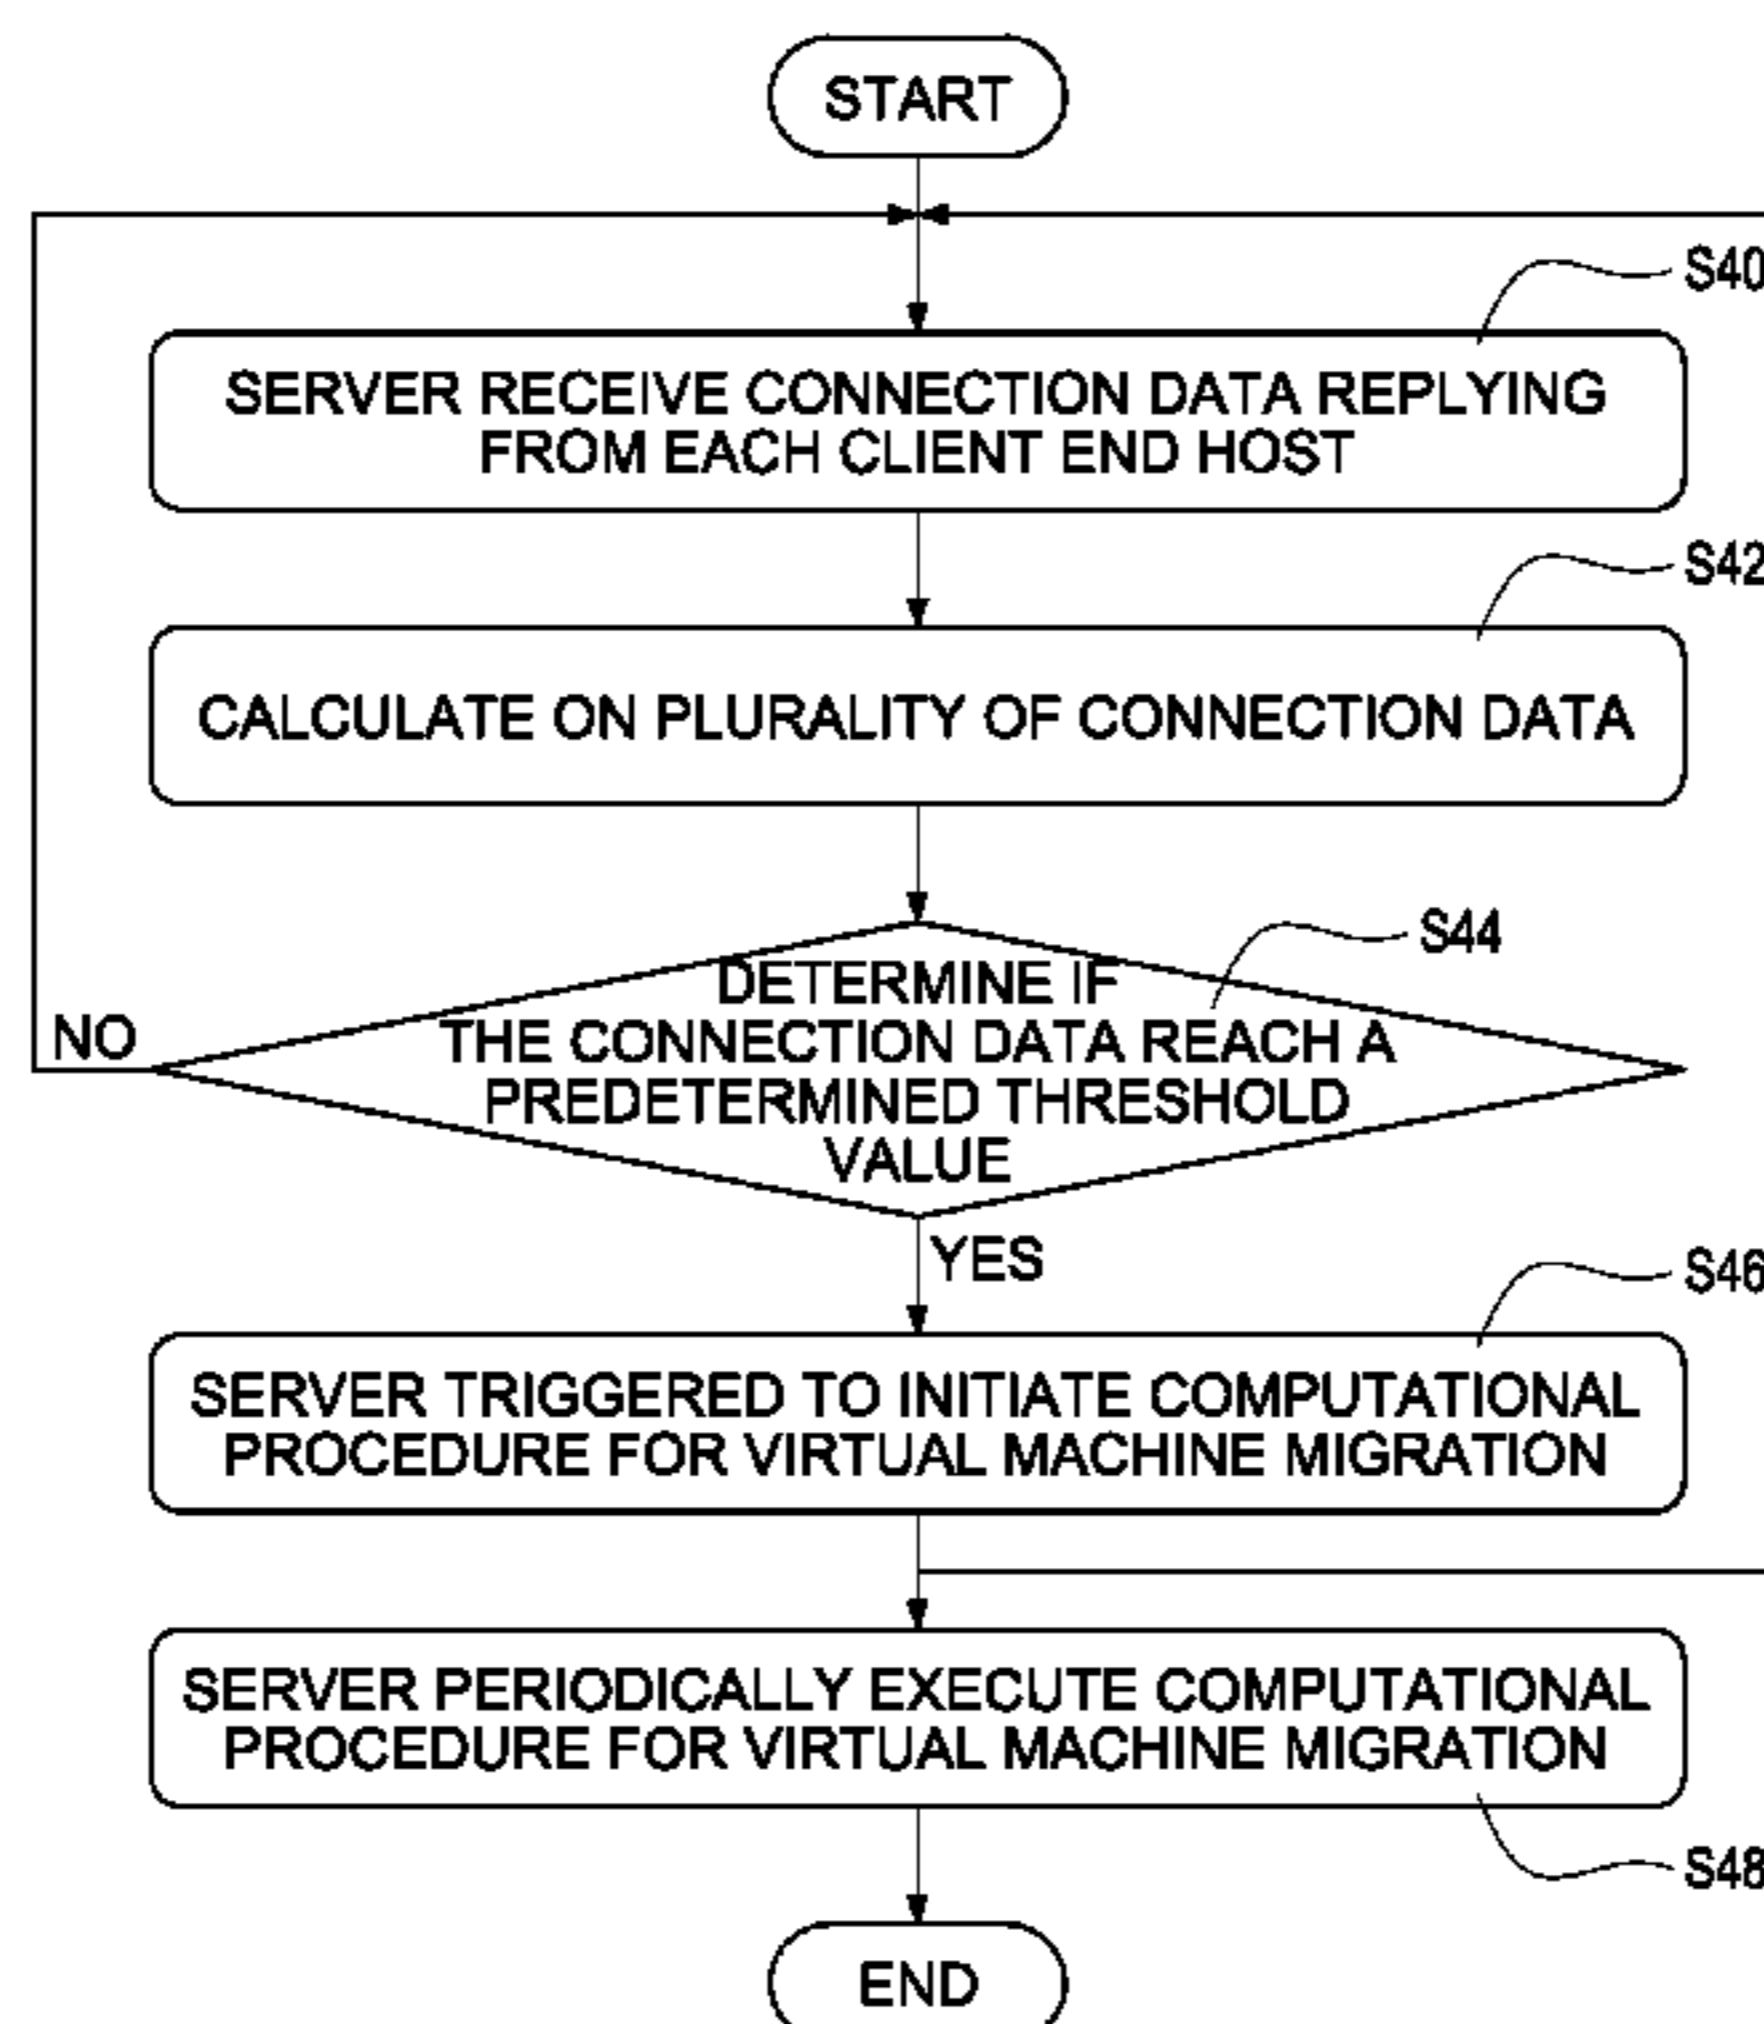 START
S40
SERVER RECEIVE CONNECTION DATA REPLYING
FROM EACH CLIENT END HOST
S42
CALCULATE ON PLURALITY OF CONNECTION DATA
S44
DETERMINE IF
THE CONNECTION DATA REACH A
PREDETERMINED THRESHOLD
VALUE
NO
YES
S46
SERVER TRIGGERED TO INITIATE COMPUTATIONAL
PROCEDURE FOR VIRTUAL MACHINE MIGRATION
SERVER PERIODICALLY EXECUTE COMPUTATIONAL
PROCEDURE FOR VIRTUAL MACHINE MIGRATION
S48
END